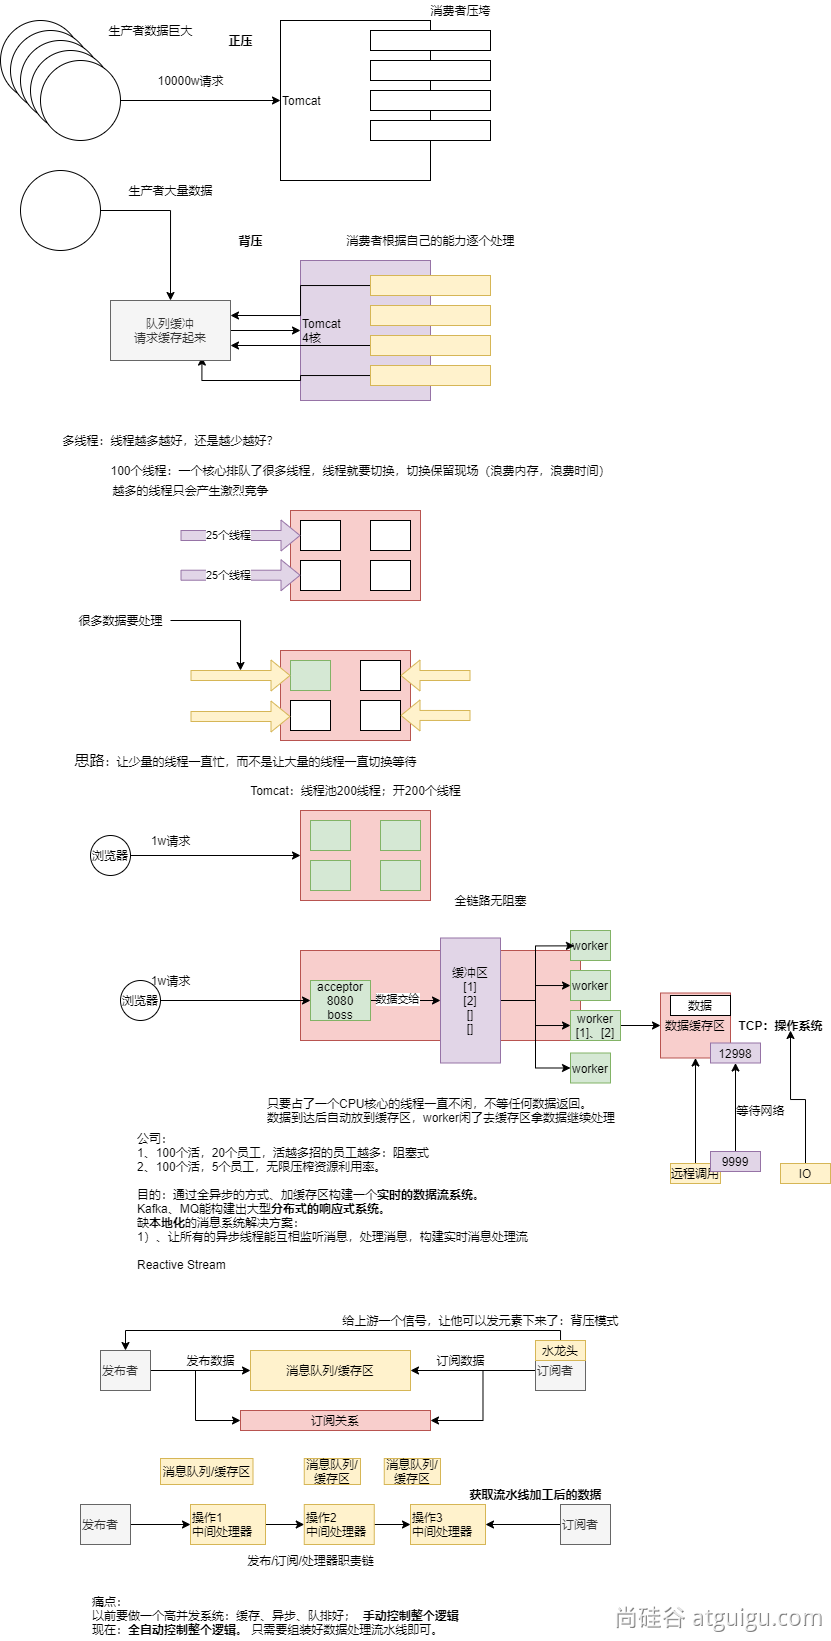 消费者压垮
生产者数据巨大
正压
10000w请求
Tomcat
生产者大量数据
背压
消费者根据自己的能力逐个处理
队列缓冲
请求缓存起来
Tomcat
4核
多线程：线程越多越好，还是越少越好？
100个线程：一个核心排队了很多线程，线程就要切换，切换保留现场（浪费内存，浪费时间）
越多的线程只会产生激烈竞争
25个线程
25个线程
很多数据要处理
思路：让少量的线程一直忙，而不是让大量的线程一直切换等待
Tomcat：线程池200线程；开200个线程
1w请求
浏览器
全链路无阻塞
1w请求
浏览器
acceptor
8080
boss
数据交给
缓冲区
[1]
[2]
[]
[]
worker
worker
worker
[1]、[2]
worker
数据
数据缓存区
TCP：操作系统
12998
等待网络
9999
远程调用
IO
只要占了一个CPU核心的线程一直不闲，不等任何数据返回。
数据到达后自动放到缓存区，worker闲了去缓存区拿数据继续处理
公司：
1、100个活，20个员工，活越多招的员工越多：阻塞式
2、100个活，5个员工，无限压榨资源利用率。
目的：通过全异步的方式、加缓存区构建一个实时的数据流系统。
Kafka、MQ能构建出大型分布式的响应式系统。
缺本地化的消息系统解决方案：
1）、让所有的异步线程能互相监听消息，处理消息，构建实时消息处理流
Reactive Stream
给上游一个信号，让他可以发元素下来了：背压模式
水龙头
发布者
发布数据
消息队列/缓存区
订阅数据
订阅者
订阅关系
消息队列/缓存区
消息队列/
缓存区
消息队列/
缓存区
获取流水线加工后的数据
发布者
操作1
中间处理器
操作2
中间处理器
操作3
中间处理器
订阅者
发布/订阅/处理器职责链
痛点：
以前要做一个高并发系统：缓存、异步、队排好； 手动控制整个逻辑
现在：全自动控制整个逻辑。 只需要组装好数据处理流水线即可。
尚硅谷 atguigu.com